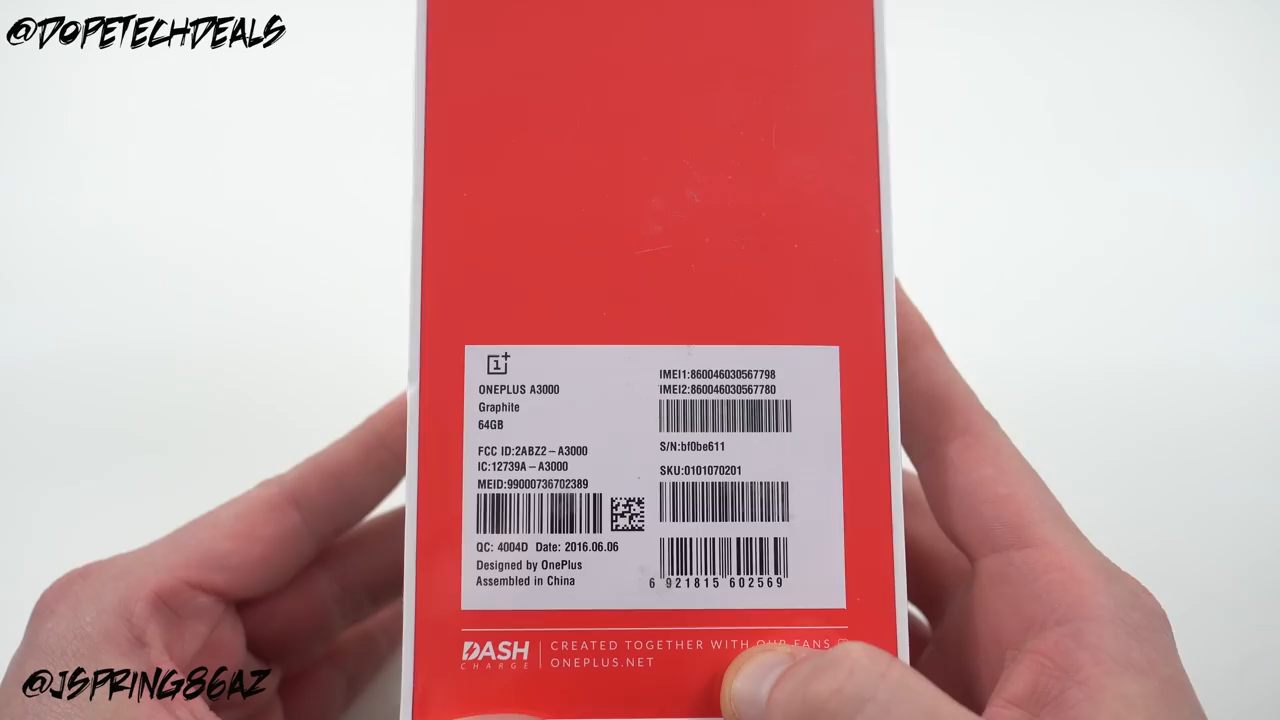 @DOPETECHDEALS
1+
ONEPLUS A3000
Graphite
64GB
FCC ID:2ABZ2-A3000
IC:12739A-A3000
MEID:99000736702389
QC: 4004D Date: 2016.06.06
Designed by OnePlus
Assembled in China
IMEI1:860046030567798
IMEI2:860046030567780
S/N:bf0be611
SKU:0101070201
6 921815 602569
DASH
CHARGE
CREATED TOGETHER WITH OUR FANS
ONEPLUS.NET
@JSPRING86AZ